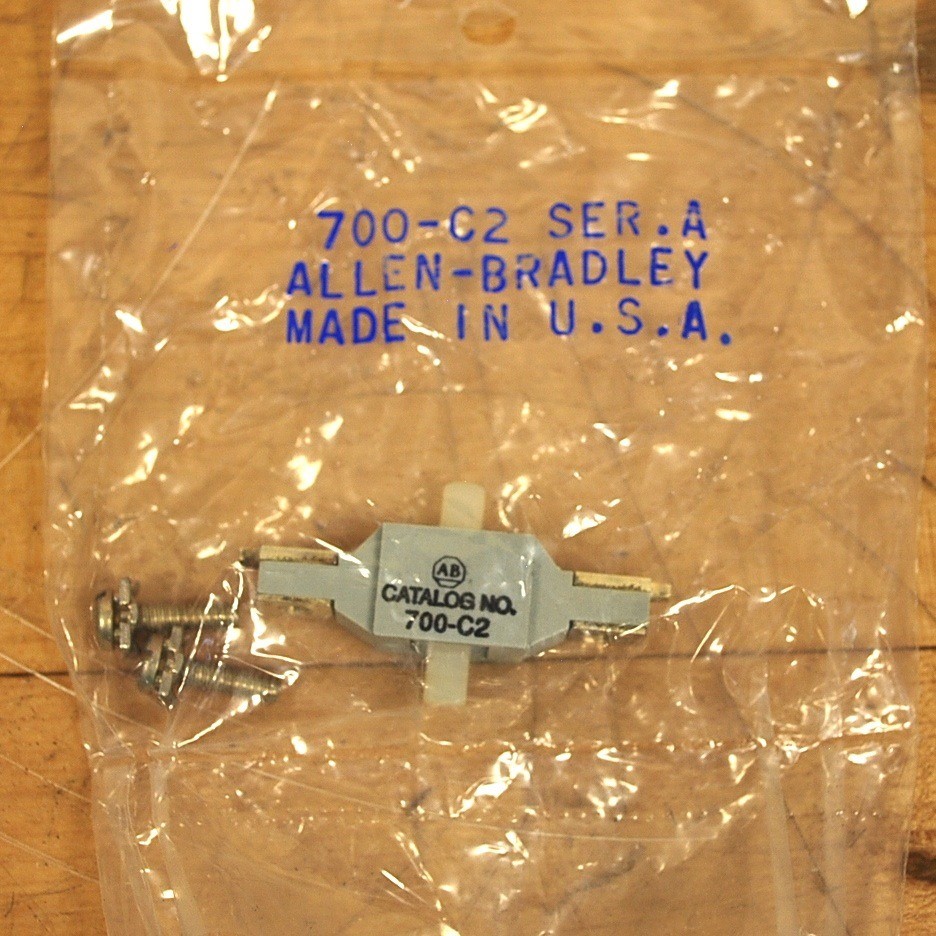 700-C2 SER.A
ALLEN-BRADLEY
MADE IN U.S.A.
AB
CATALOG NO.
700-C2